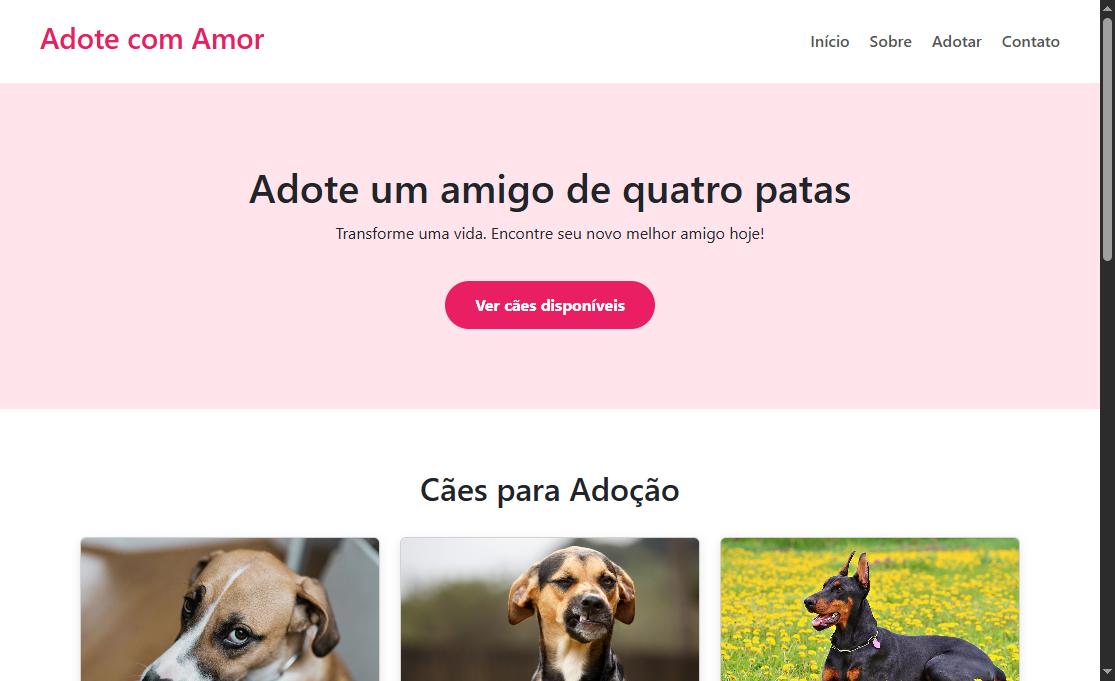 Adote com Amor
Início Sobre Adotar Contato
Adote um amigo de quatro patas
Transforme uma vida. Encontre seu novo melhor amigo hoje!
Ver cães disponíveis
Cães para Adoção